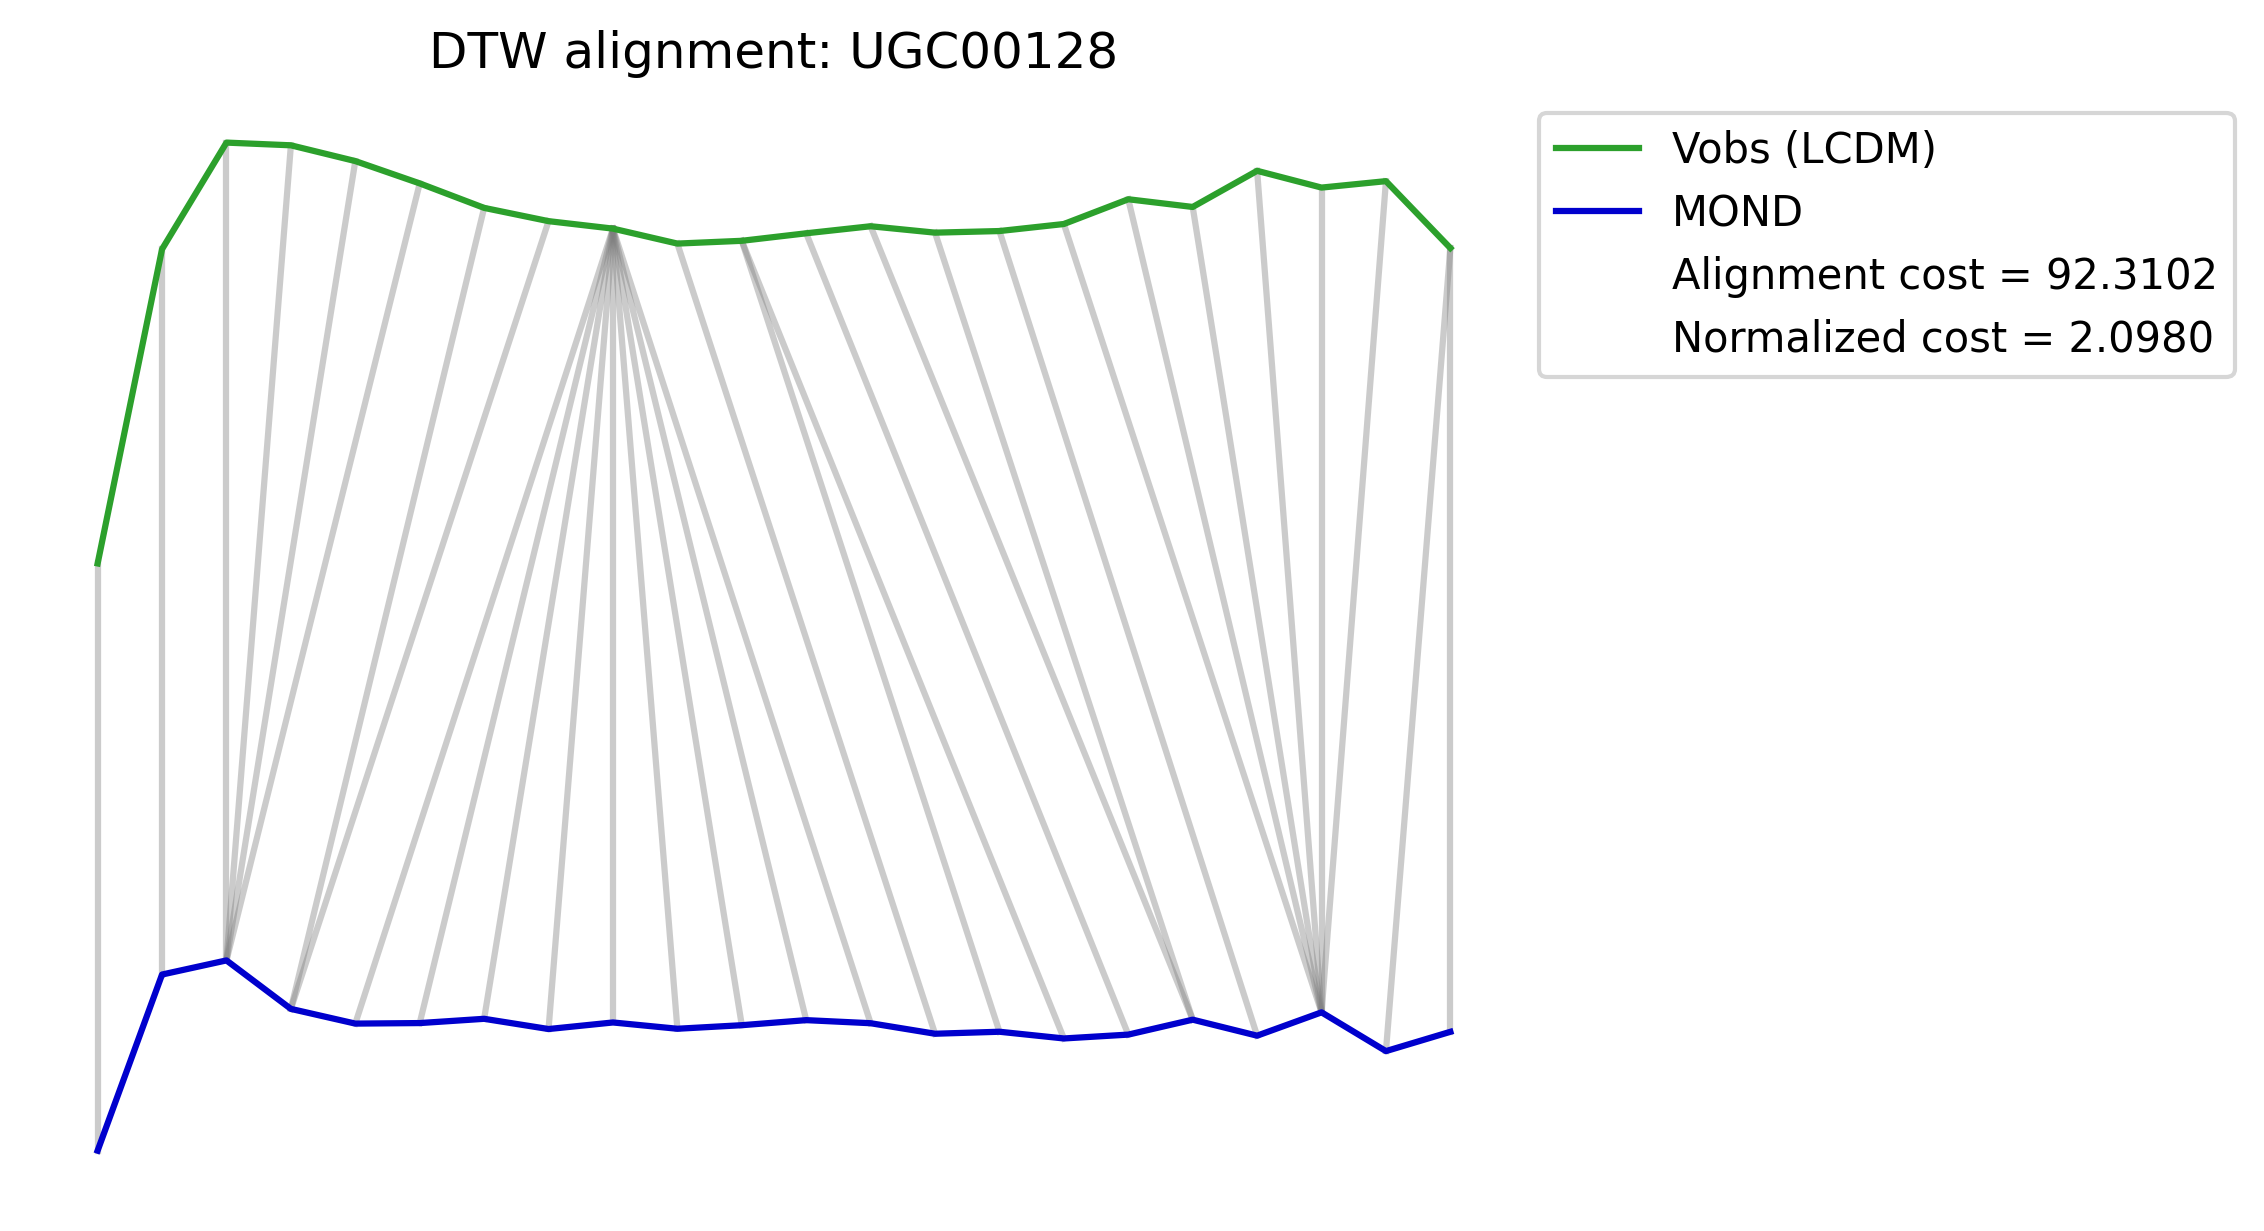 DTW alignment: UGC00128
Vobs (LCDM)
MOND
Alignment cost = 92.3102
Normalized cost = 2.0980